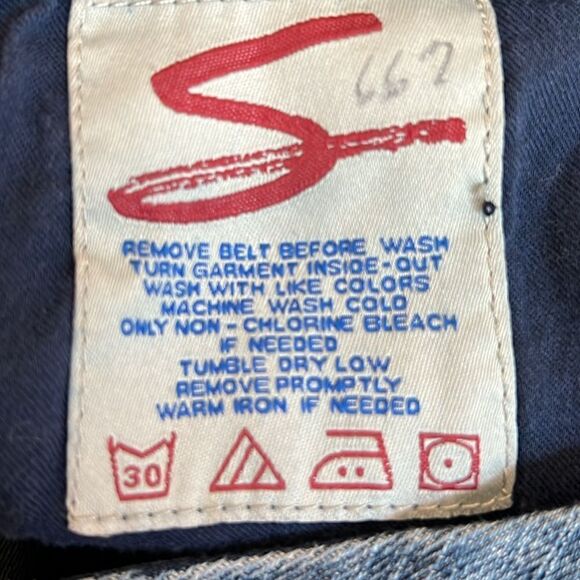 667
REMOVE BELT BEFORE WASH
TURN GARMENT INSIDE-OUT
WASH WITH LIKE COLORS
MACHINE WASH COLD
ONLY NON-CHLORINE BLEACH
IF NEEDED
TUMBLE DRY LOW
REMOVE PROMPTLY
WARM IRON IF NEEDED
30